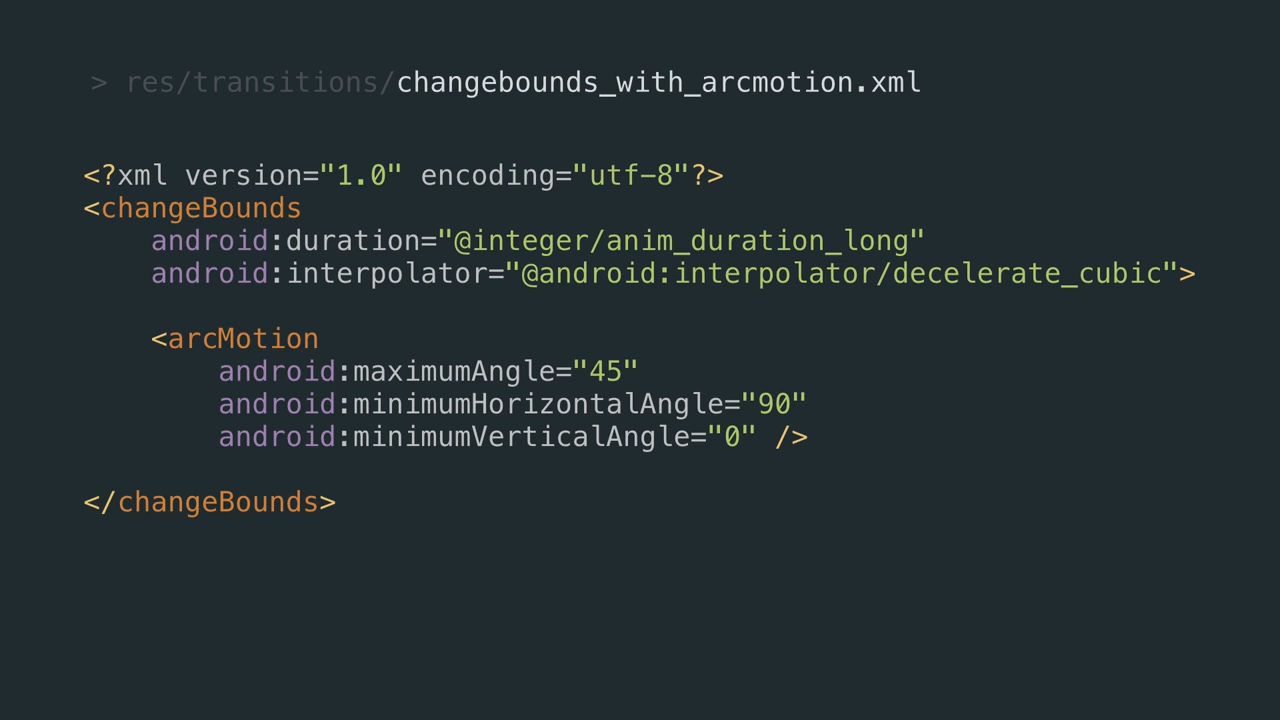 > res/transitions/changebounds_with_arcmotion.xml
<?xml version="1.0" encoding="utf-8"?>
<changeBounds
    android:duration="@integer/anim_duration_long"
    android:interpolator="@android:interpolator/decelerate_cubic">
    <arcMotion
        android:maximumAngle="45"
        android:minimumHorizontalAngle="90"
        android:minimumVerticalAngle="0" />
</changeBounds>